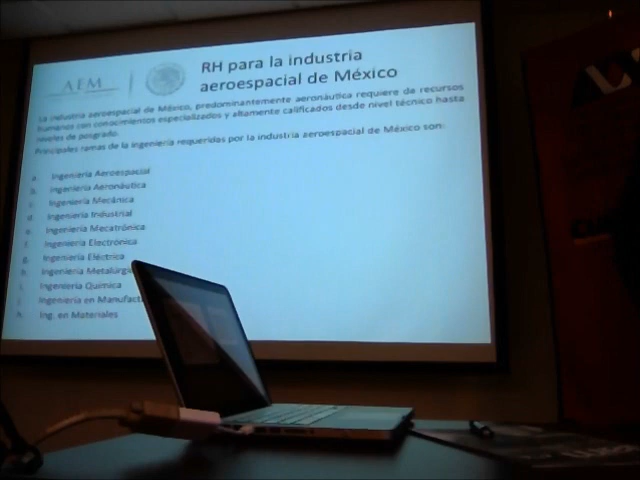 AEM
RH para la industria
aeroespacial de México
La industria aeroespacial de México, predominantemente aeronáutica requiere de recursos
humanos con conocimientos especializados y altamente calificados desde nivel técnico hasta
niveles de posgrado.
Principales ramas de la ingeniería requeridas por la industria aeroespacial de México son:
a. Ingeniería Aeroespacial
b. Ingeniería Aeronáutica
c. Ingeniería Mecánica
d. Ingeniería Industrial
e. Ingeniería Mecatrónica
f. Ingeniería Electrónica
g. Ingeniería Eléctrica
h. Ingeniería Metalúrgi
i. Ingeniería Química
j. Ingeniería en Manufact
k. Ing. en Materiales